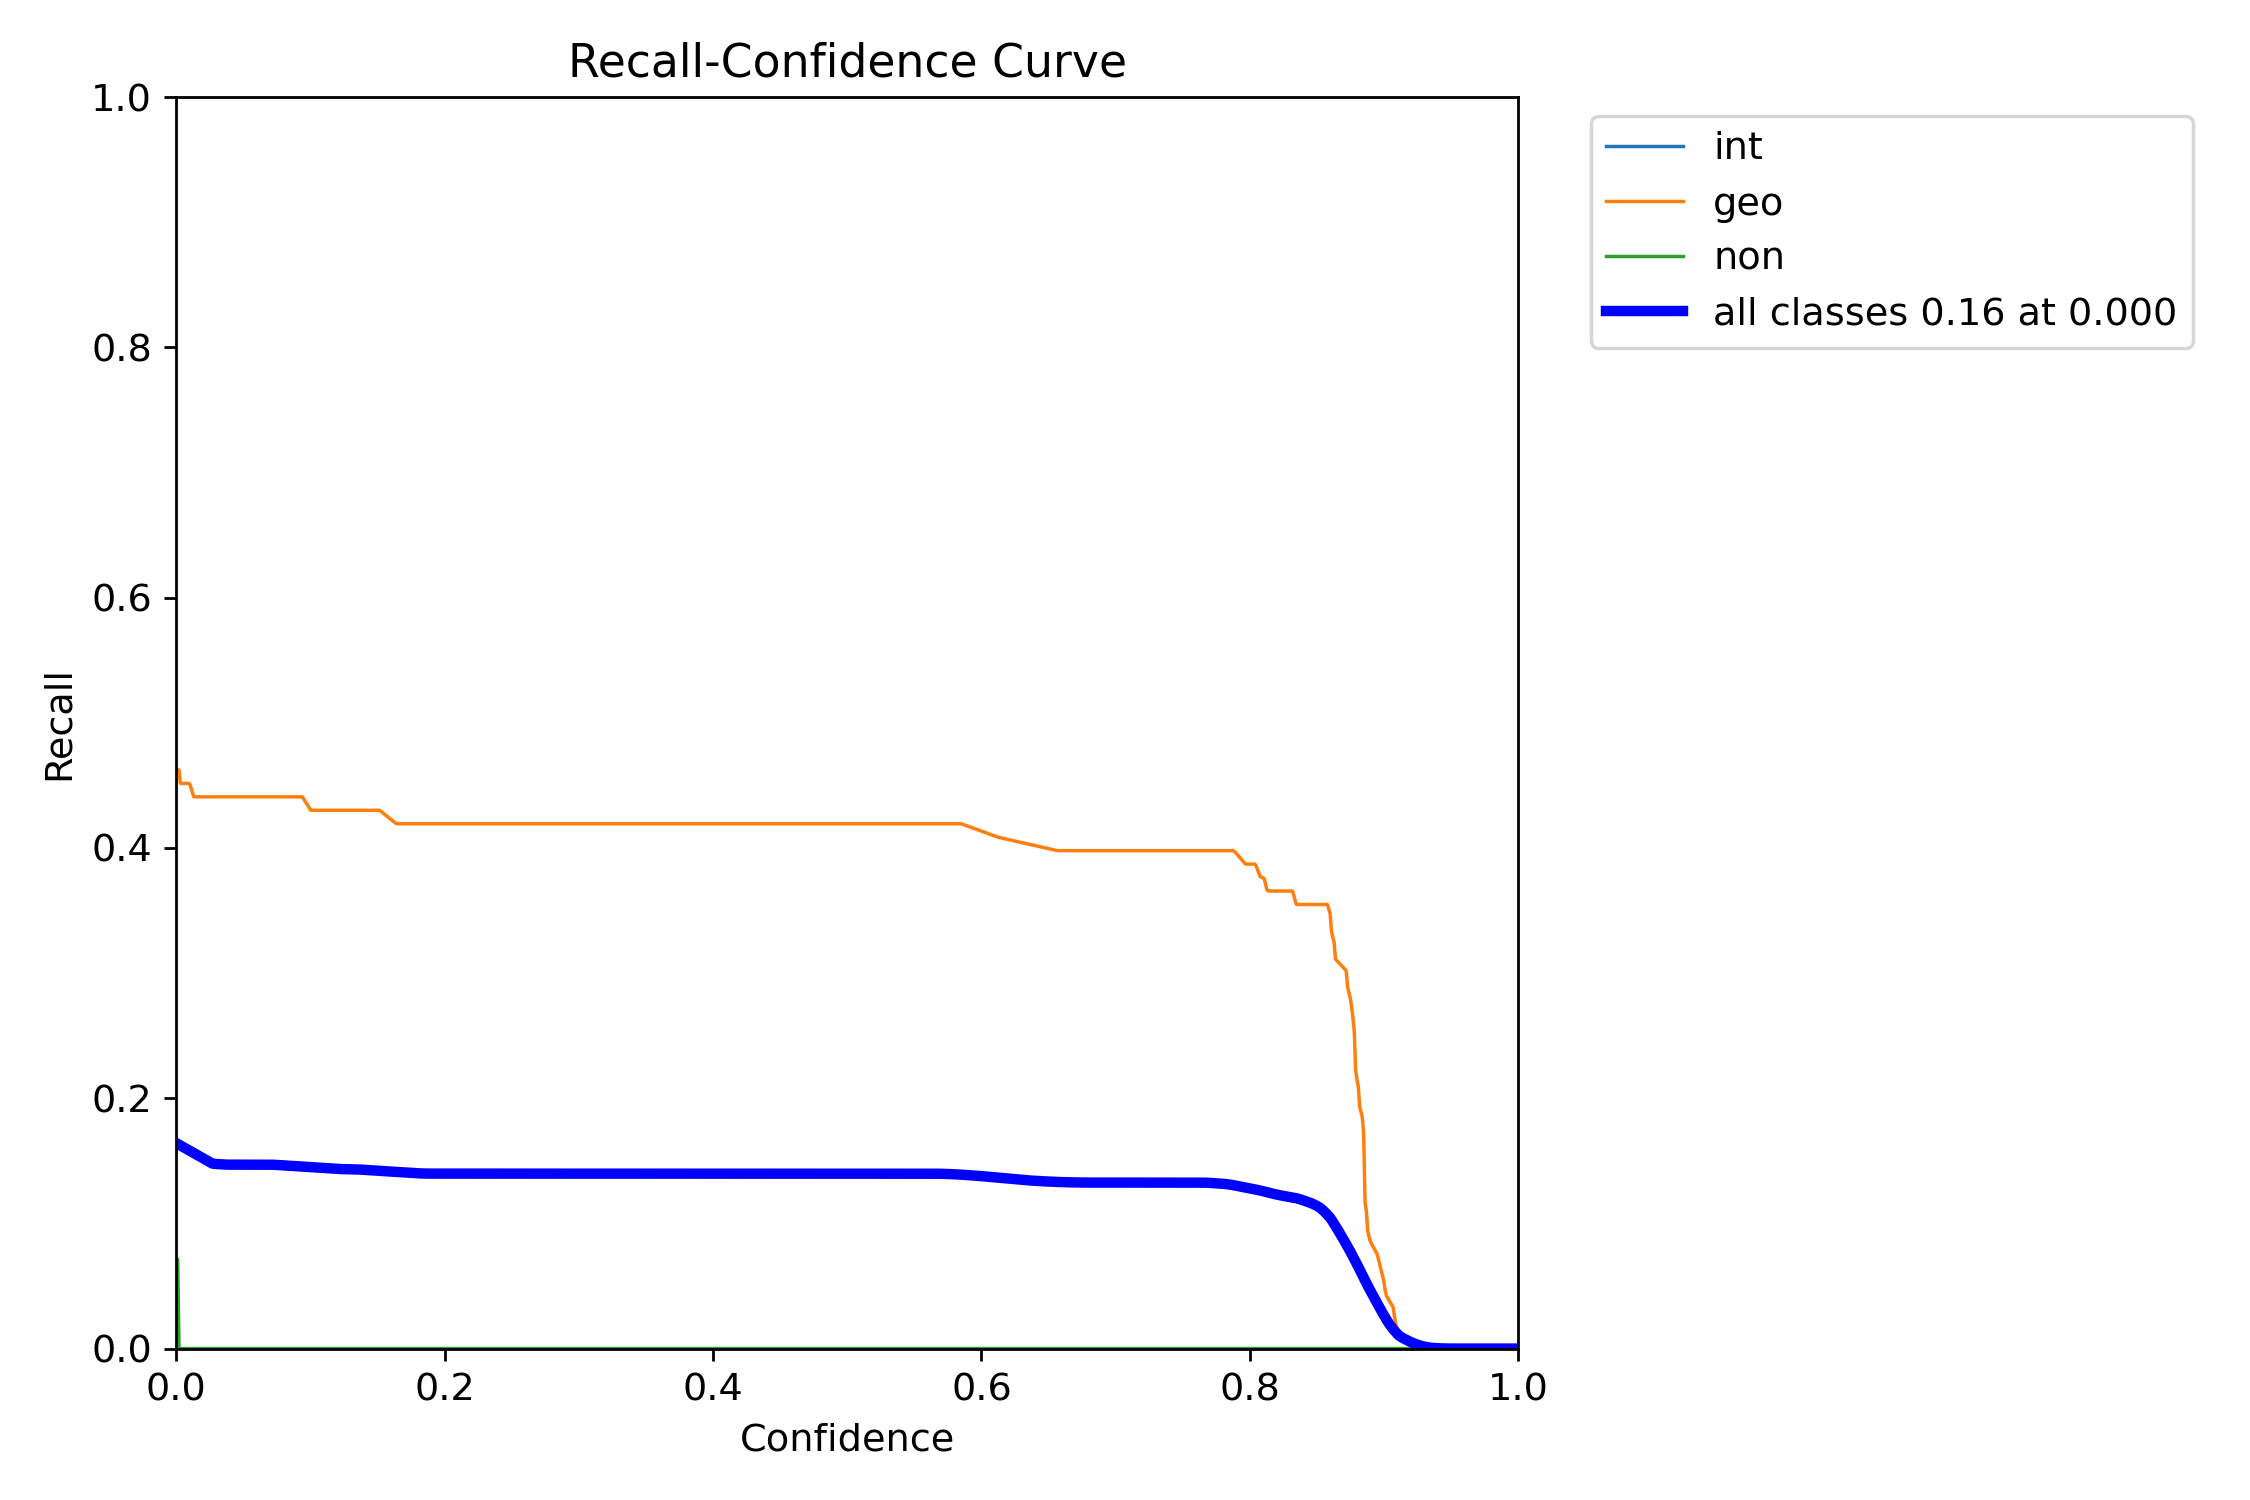 Recall-Confidence Curve
1.0
0.8
0.6
0.4
0.2
0.0
Recall
0.0 0.2 0.4 0.6 0.8 1.0
Confidence
int
geo
non
all classes 0.16 at 0.000